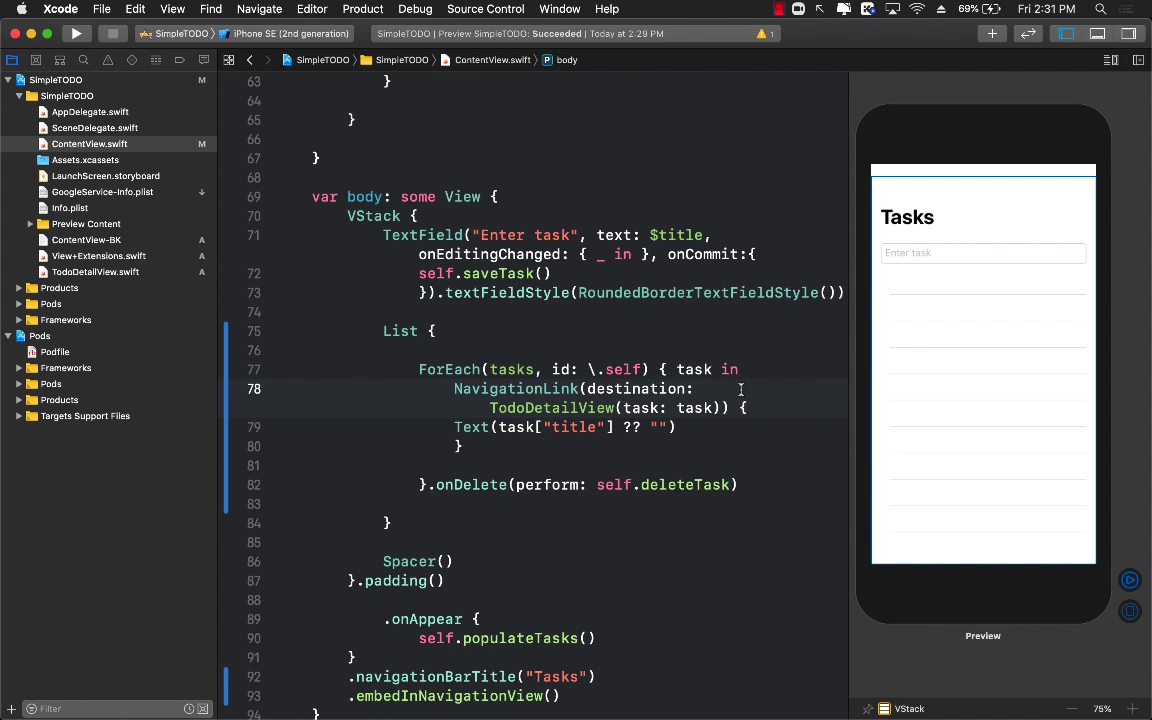 Xcode File Edit View Find Navigate Editor Product Debug Source Control Window Help 69% Fri 2:31 PM
SimpleTODO iPhone SE (2nd generation) SimpleTODO | Preview SimpleTODO: Succeeded | Today at 2:29 PM 1
SimpleTODO SimpleTODO ContentView.swift P body
SimpleTODO M
SimpleTODO
AppDelegate.swift
SceneDelegate.swift
ContentView.swift M
Assets.xcassets
LaunchScreen.storyboard
GoogleService-Info.plist
Info.plist
Preview Content
ContentView-BK A
View+Extensions.swift A
TodoDetailView.swift A
Products
Pods
Frameworks
Pods
Podfile
Frameworks
Pods
Products
Targets Support Files
Filter
63 }
64
65 }
66
67 }
68
69 var body: some View {
70 VStack {
71 TextField("Enter task", text: $title,
onEditingChanged: { _ in }, onCommit:{
72 self.saveTask()
73 }).textFieldStyle(RoundedBorderTextFieldStyle())
74
75 List {
76
77 ForEach(tasks, id: \.self) { task in
78 NavigationLink(destination:
TodoDetailView(task: task)) {
79 Text(task["title"] ?? "")
80 }
81
82 }.onDelete(perform: self.deleteTask)
83
84 }
85
86 Spacer()
87 }.padding()
88
89 .onAppear {
90 self.populateTasks()
91 }
92 .navigationBarTitle("Tasks")
93 .embedInNavigationView()
94 }
Tasks
Enter task
Preview
VStack 75%